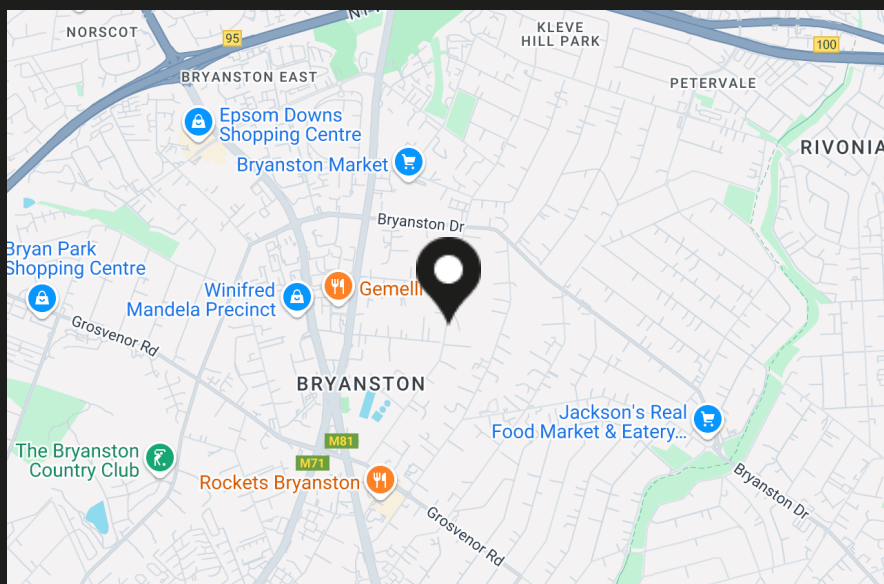 NORSCOT
95
KLEVE
HILL PARK
100
BRYANSTON EAST
PETERVALE
Epsom Downs
Shopping Centre
RIVONIA
Bryanston Market
Bryanston Dr
Bryan Park
Shopping Centre
Winifred
Mandela Precinct
Gemelli
Grosvenor Rd
BRYANSTON
Jackson's Real
Food Market & Eatery...
M81
The Bryanston
Country Club
M71
Rockets Bryanston
Bryanston Dr
Grosvenor Rd